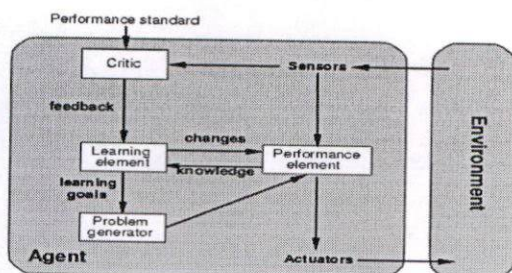 Performance standard
Critic
Sensors
feedback
Learning
element
changes
knowledge
Performance
element
learning
goals
Problem
generator
Agent
Actuators
Environment